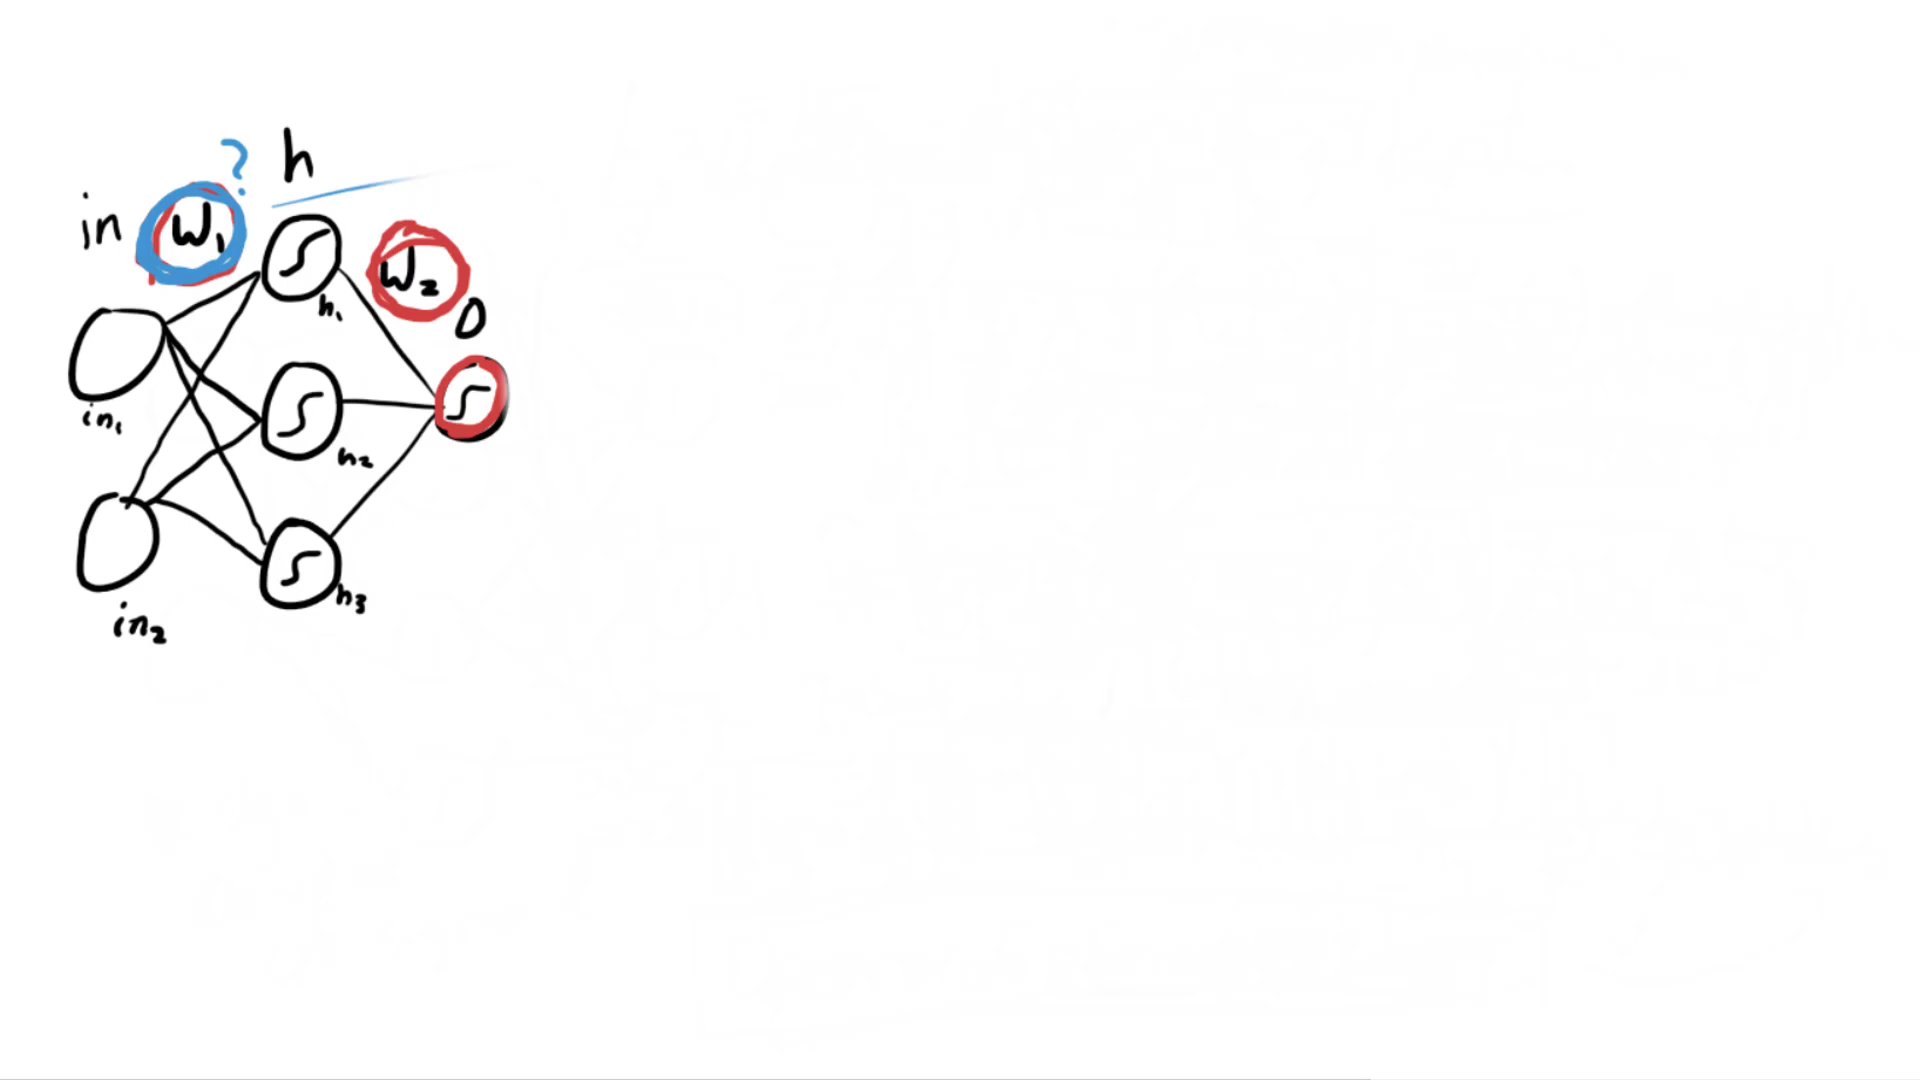 ? h
in W₁
W₂
h₁
O
in₁
h₂
h₃
in₂